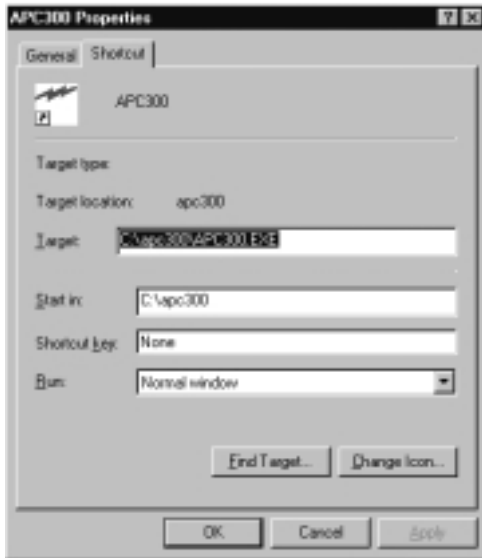 APC300 Properties
General Shortcut
APC300
Target type:
Target location: apc300
Target: C:\apc300\APC300.EXE
Start in: C:\apc300
Shortcut key: None
Run: Normal window
Find Target... Change Icon...
OK Cancel Apply